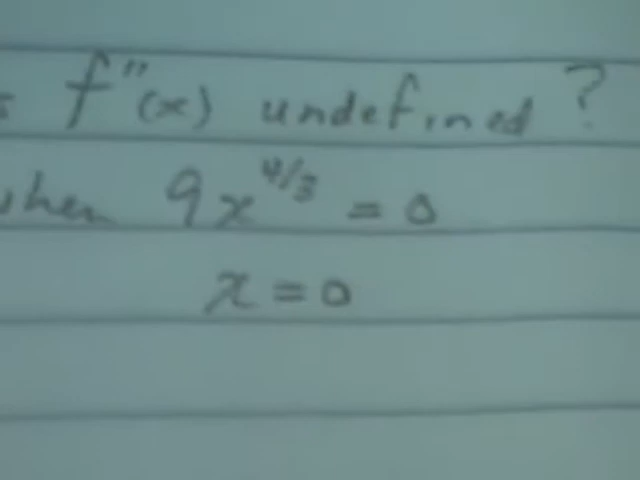 f''(x) undefined?
when 9x^{4/3} = 0
x = 0